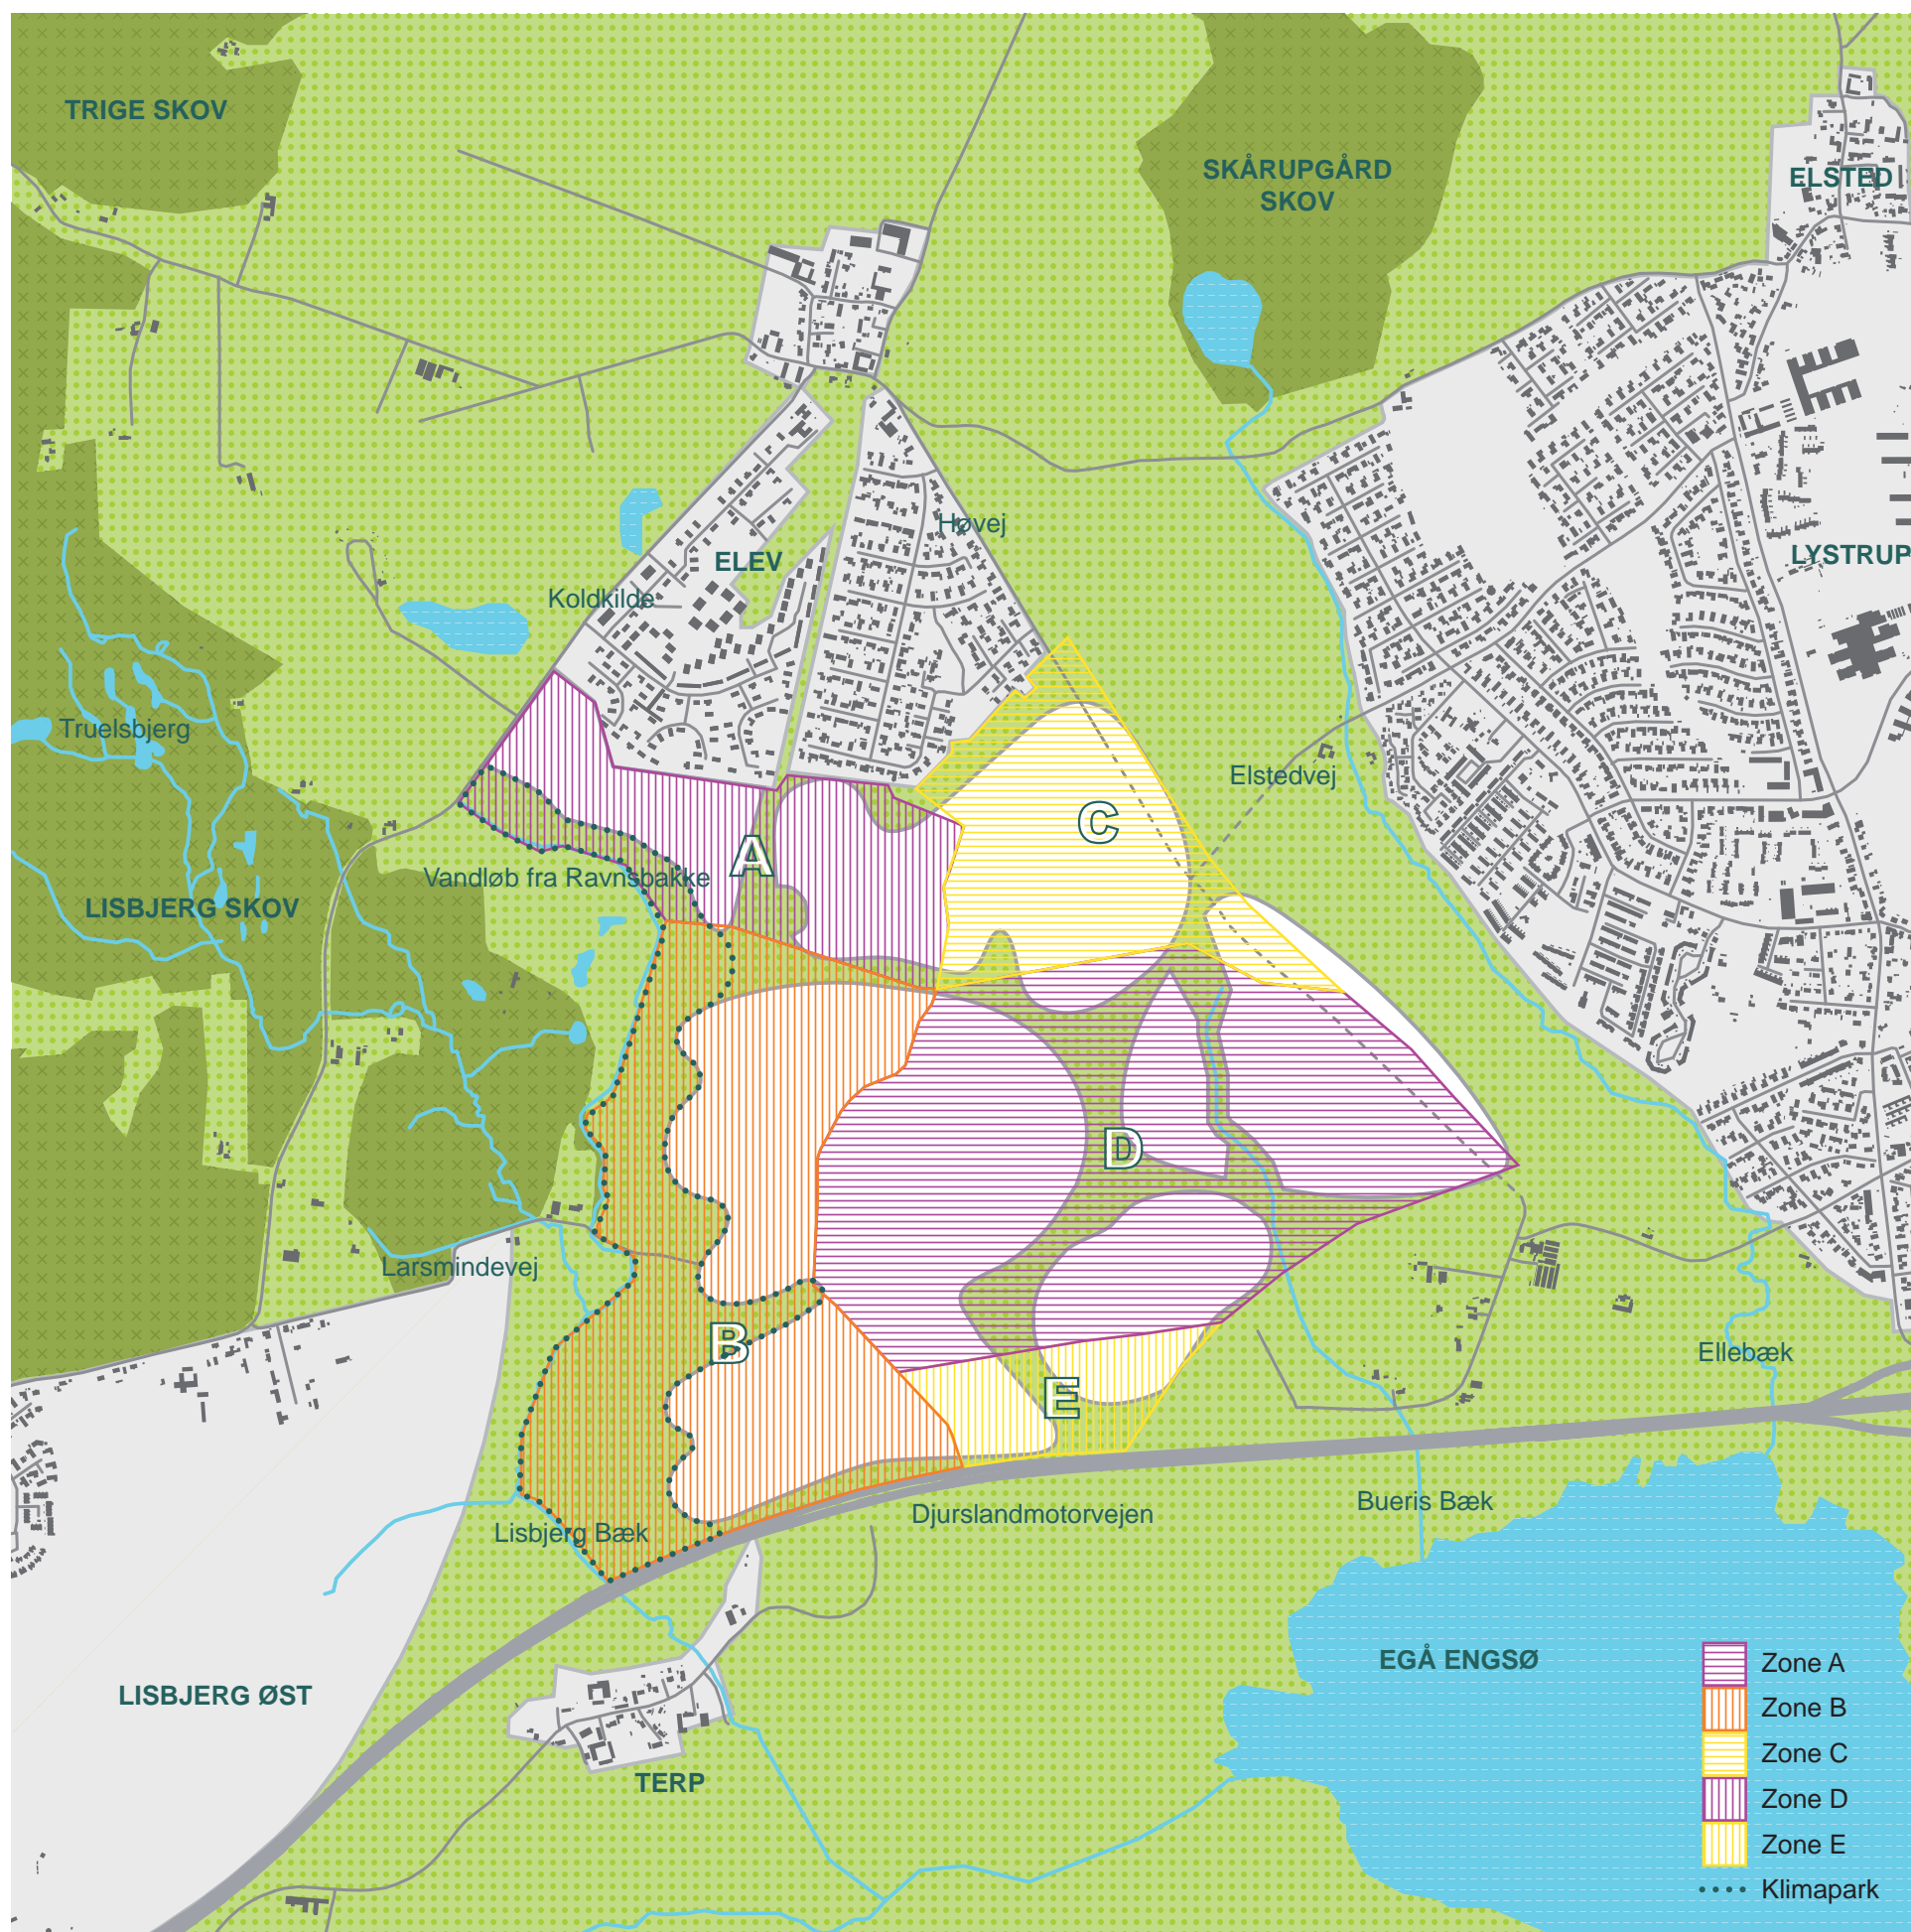 TRIGE SKOV
SKÅRUPGÅRD
SKOV
ELSTED
Høvej
ELEV
LYSTRUP
Koldkilde
Truelsbjerg
Elstedvej
C
A
Vandløb fra Ravnsbakke
LISBJERG SKOV
D
Larsmindevej
B
Ellebæk
E
Bueris Bæk
Djurslandmotorvejen
Lisbjerg Bæk
EGÅ ENGSØ
Zone A
LISBJERG ØST
Zone B
Zone C
TERP
Zone D
Zone E
Klimapark